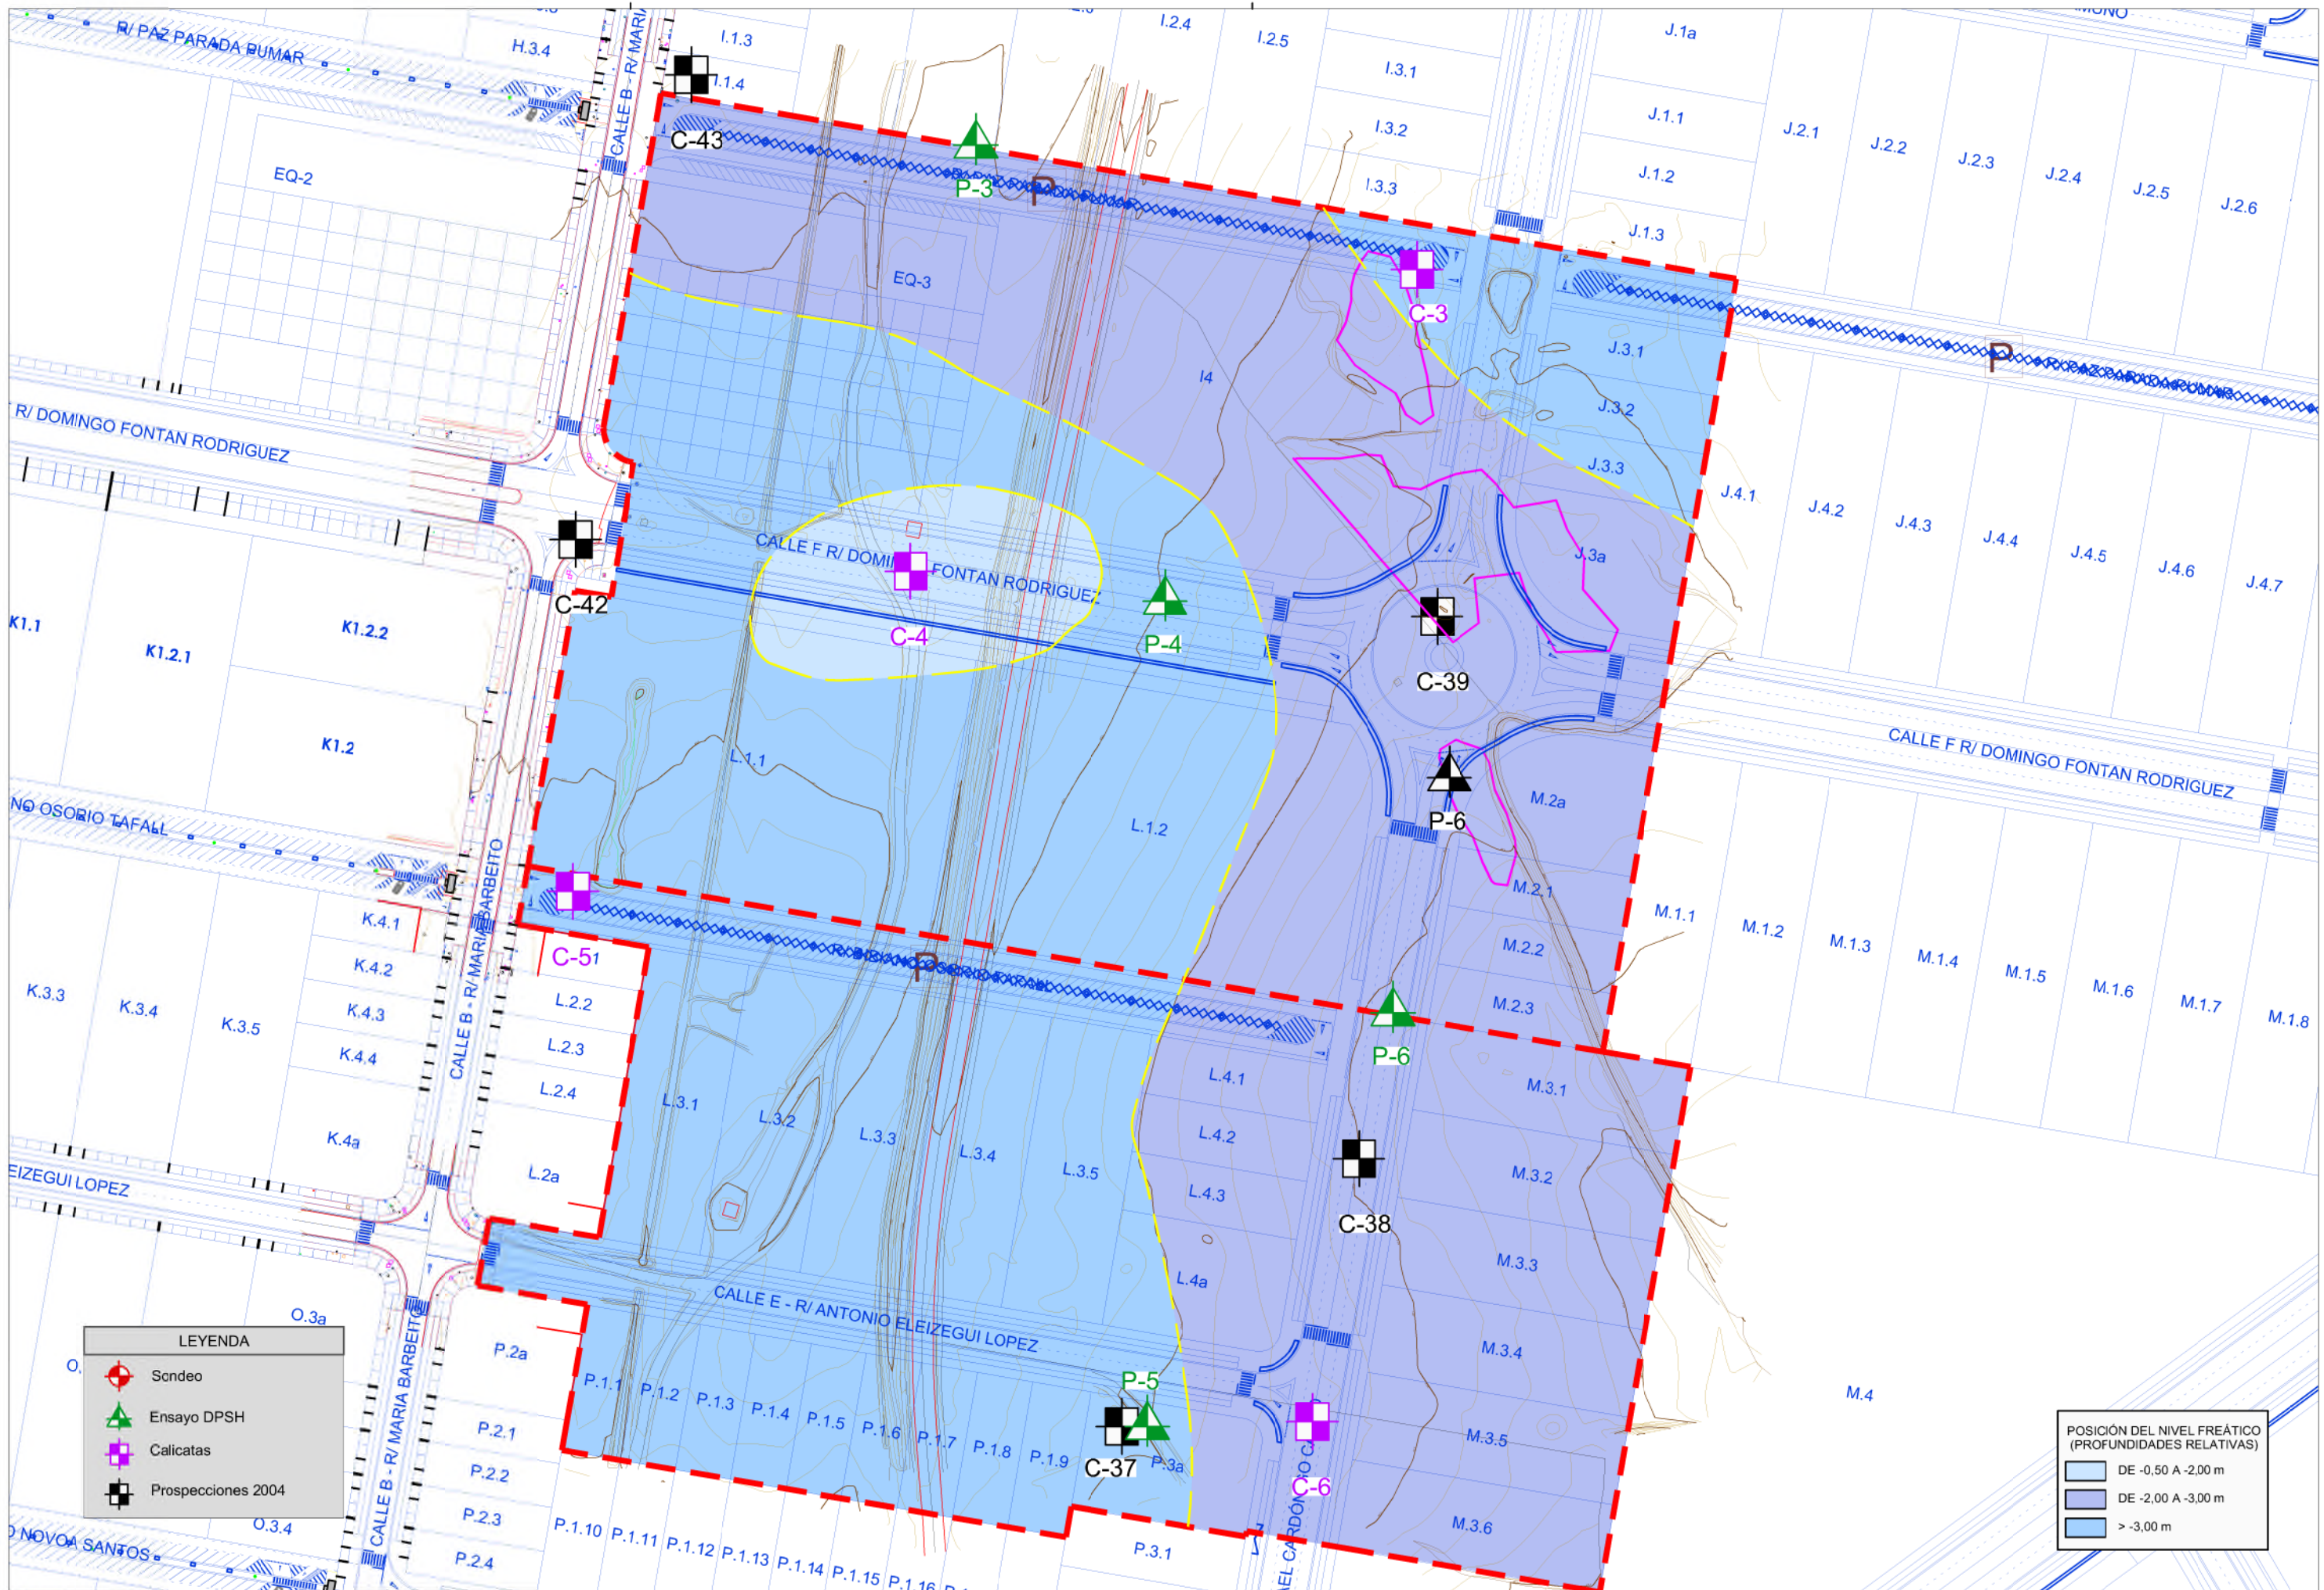 R/ PAZ PARADA PUMAR
H.3.4
CALLE B - R/ MARIA
I.1.3
I.1.4
I.2.4
I.2.5
I.3.1
I.3.2
I.3.3
J.1a
J.1.1
J.1.2
J.1.3
J.2.1
J.2.2
J.2.3
J.2.4
J.2.5
J.2.6
C-43
P-3
P
EQ-2
EQ-3
I4
C-3
J.3.1
J.3.2
J.3.3
J.3a
P
R/ PAZ PARADA PUMAR
J.4.1
J.4.2
J.4.3
J.4.4
J.4.5
J.4.6
J.4.7
R/ DOMINGO FONTAN RODRIGUEZ
C-42
CALLE F R/ DOMINGO FONTAN RODRIGUEZ
C-4
P-4
C-39
K1.1
K1.2.1
K1.2.2
K1.2
L.1.1
L.1.2
P-6
M.2a
CALLE F R/ DOMINGO FONTAN RODRIGUEZ
NO OSORIO TAFALL
CALLE B - R/ MARIA BARBEITO
M.2.1
M.2.2
M.2.3
M.1.1
M.1.2
M.1.3
M.1.4
M.1.5
M.1.6
M.1.7
M.1.8
K.4.1
K.4.2
K.4.3
K.4.4
K.4a
K.3.3
K.3.4
K.3.5
C-51
L.2.2
L.2.3
L.2.4
L.2a
P
P-6
L.3.1
L.3.2
L.3.3
L.3.4
L.3.5
L.4.1
L.4.2
L.4.3
L.4a
C-38
M.3.1
M.3.2
M.3.3
M.3.4
M.3.5
M.3.6
M.4
EIZEGUI LOPEZ
CALLE E - R/ ANTONIO ELEIZEGUI LOPEZ
O.3a
O.3.4
O NOVOA SANTOS
CALLE B - R/ MARIA BARBEITO
P.2a
P.2.1
P.2.2
P.2.3
P.2.4
P.1.1
P.1.2
P.1.3
P.1.4
P.1.5
P.1.6
P.1.7
P.1.8
P.1.9
P-5
C-37
P.3a
C-6
P.1.10
P.1.11
P.1.12
P.1.13
P.1.14
P.1.15
P.1.16
P.3.1
LEYENDA
Sondeo
Ensayo DPSH
Calicatas
Prospecciones 2004
POSICIÓN DEL NIVEL FREÁTICO
(PROFUNDIDADES RELATIVAS)
DE -0,50 A -2,00 m
DE -2,00 A -3,00 m
> -3,00 m